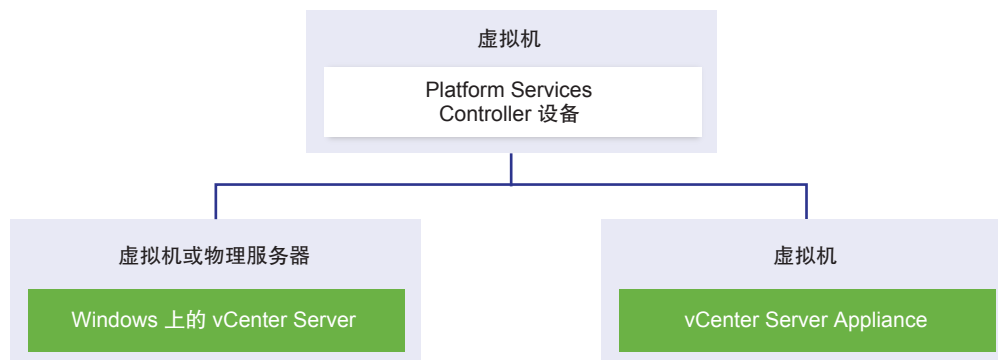 虚拟机
Platform Services
Controller 设备
虚拟机或物理服务器
Windows 上的 vCenter Server
虚拟机
vCenter Server Appliance